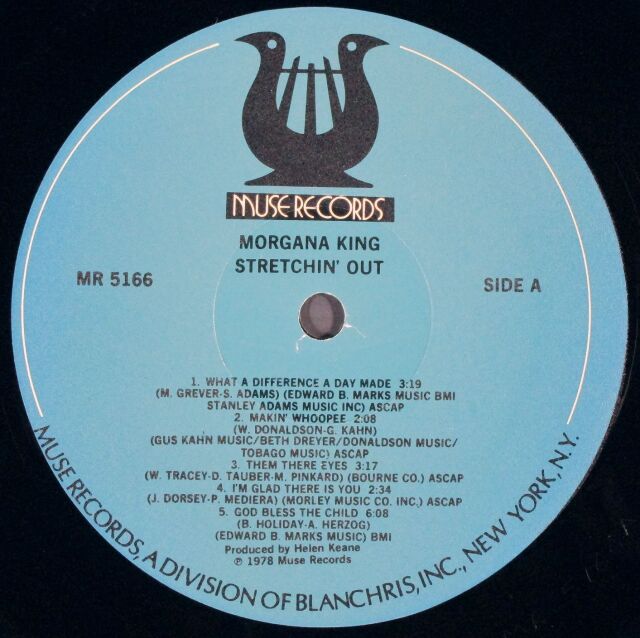 MUSE RECORDS
MORGANA KING
STRETCHIN' OUT
MR 5166
SIDE A
1. WHAT A DIFFERENCE A DAY MADE 3:19
(M. GREVER-S. ADAMS) (EDWARD B. MARKS MUSIC BMI
STANLEY ADAMS MUSIC INC) ASCAP
2. MAKIN' WHOOPEE 2:08
(W. DONALDSON-G. KAHN)
(GUS KAHN MUSIC/BETH DREYER/DONALDSON MUSIC/
TOBAGO MUSIC) ASCAP
3. THEM THERE EYES 3:17
(W. TRACEY-D. TAUBER-M. PINKARD) (BOURNE CO.) ASCAP
4. I'M GLAD THERE IS YOU 2:34
(J. DORSEY-P. MEDIERA) (MORLEY MUSIC CO. INC.) ASCAP
5. GOD BLESS THE CHILD 6:08
(B. HOLIDAY-A. HERZOG)
(EDWARD B. MARKS MUSIC) BMI
Produced by Helen Keane
℗ 1978 Muse Records
MUSE RECORDS, A DIVISION OF BLANCHRIS, INC., NEW YORK, N.Y.